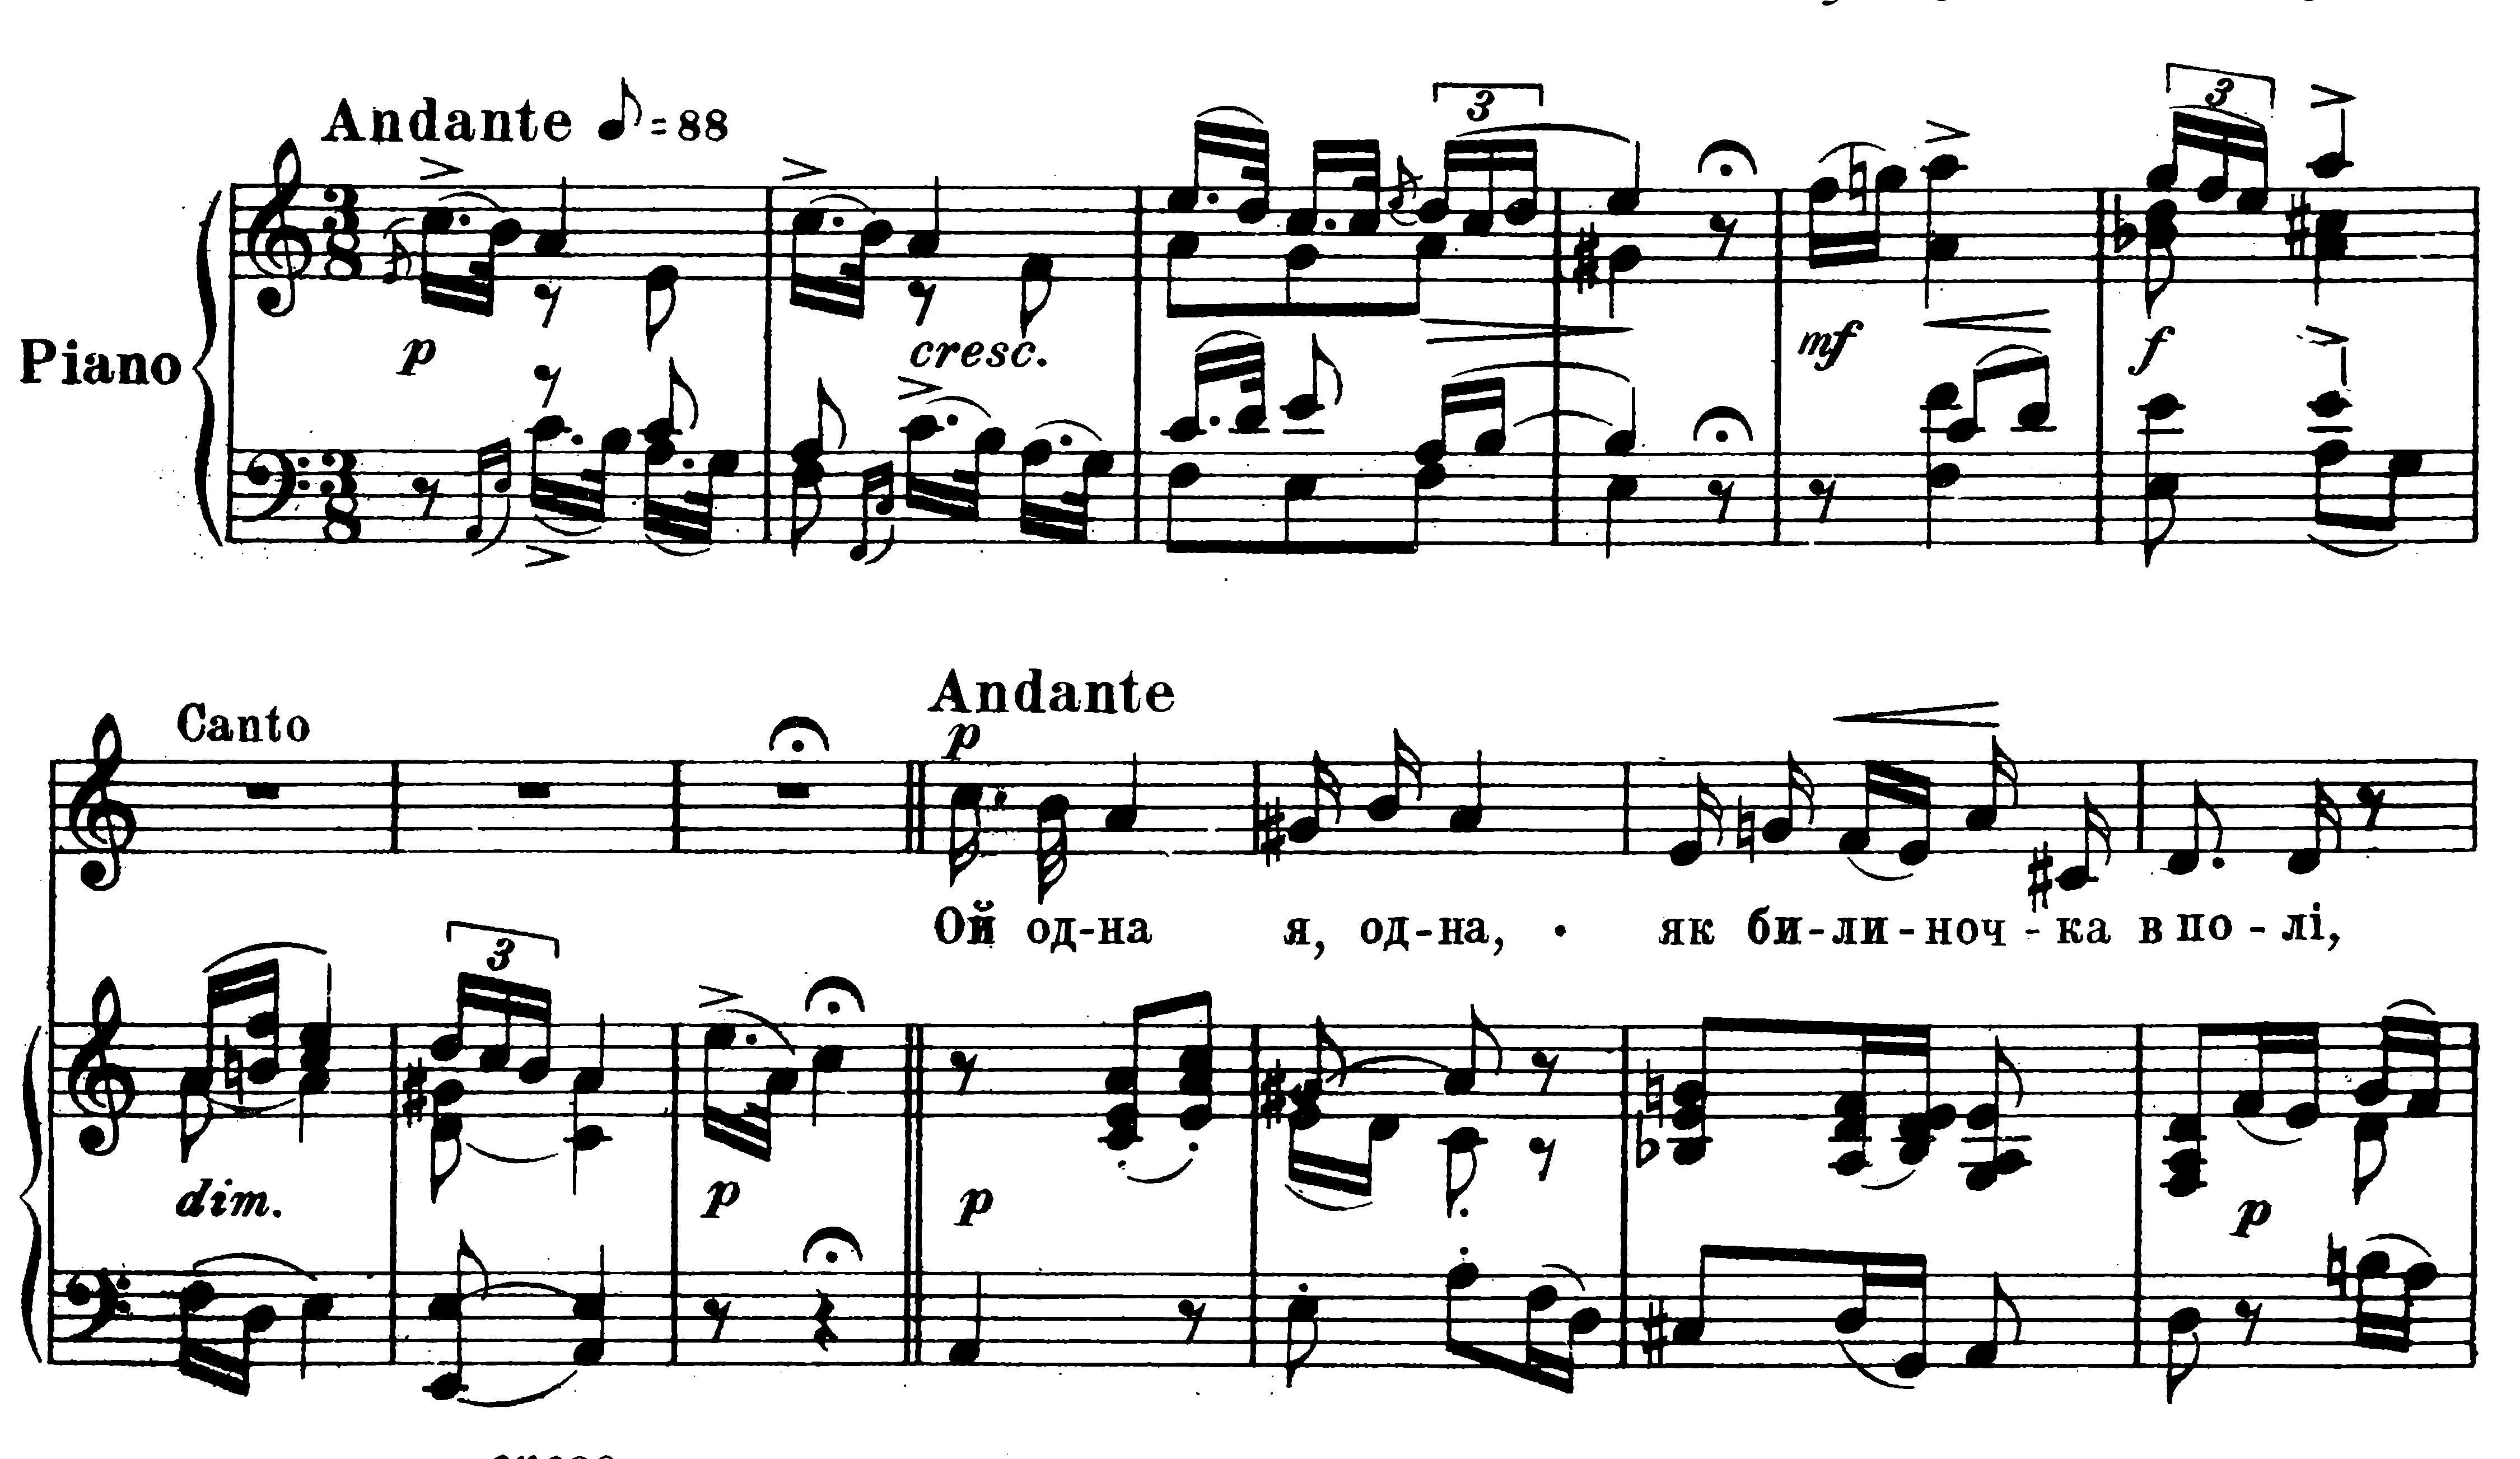 Andante ♪=88
3
3
Piano
p
cresc.
mf
f
Andante
Canto
p
Ой од-на я, од-на, як би-ли-ноч-ка в по-лі,
3
dim.
p
p
p